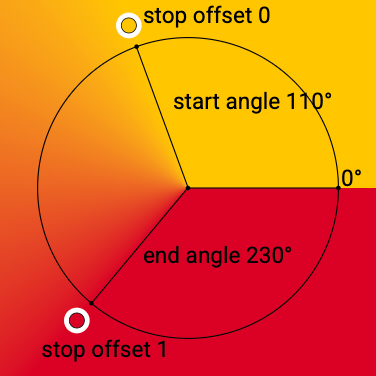 stop offset 0
start angle 110°
0°
end angle 230°
stop offset 1